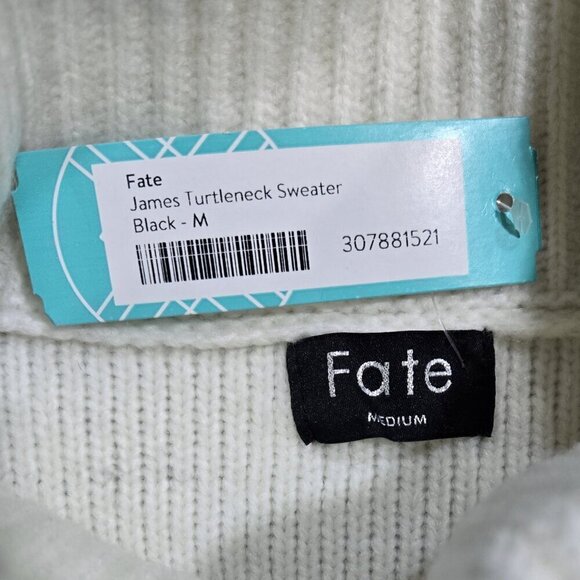 Fate
James Turtleneck Sweater
Black - M
307881521
Fate
MEDIUM